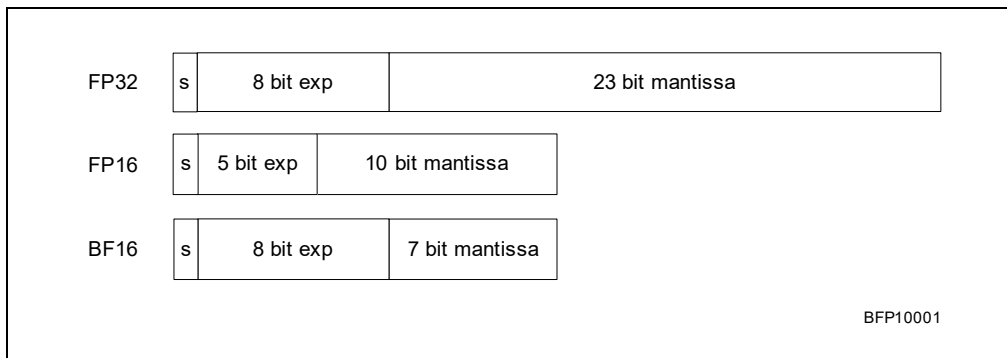 FP32 s 8 bit exp 23 bit mantissa
FP16 s 5 bit exp 10 bit mantissa
BF16 s 8 bit exp 7 bit mantissa
BFP10001